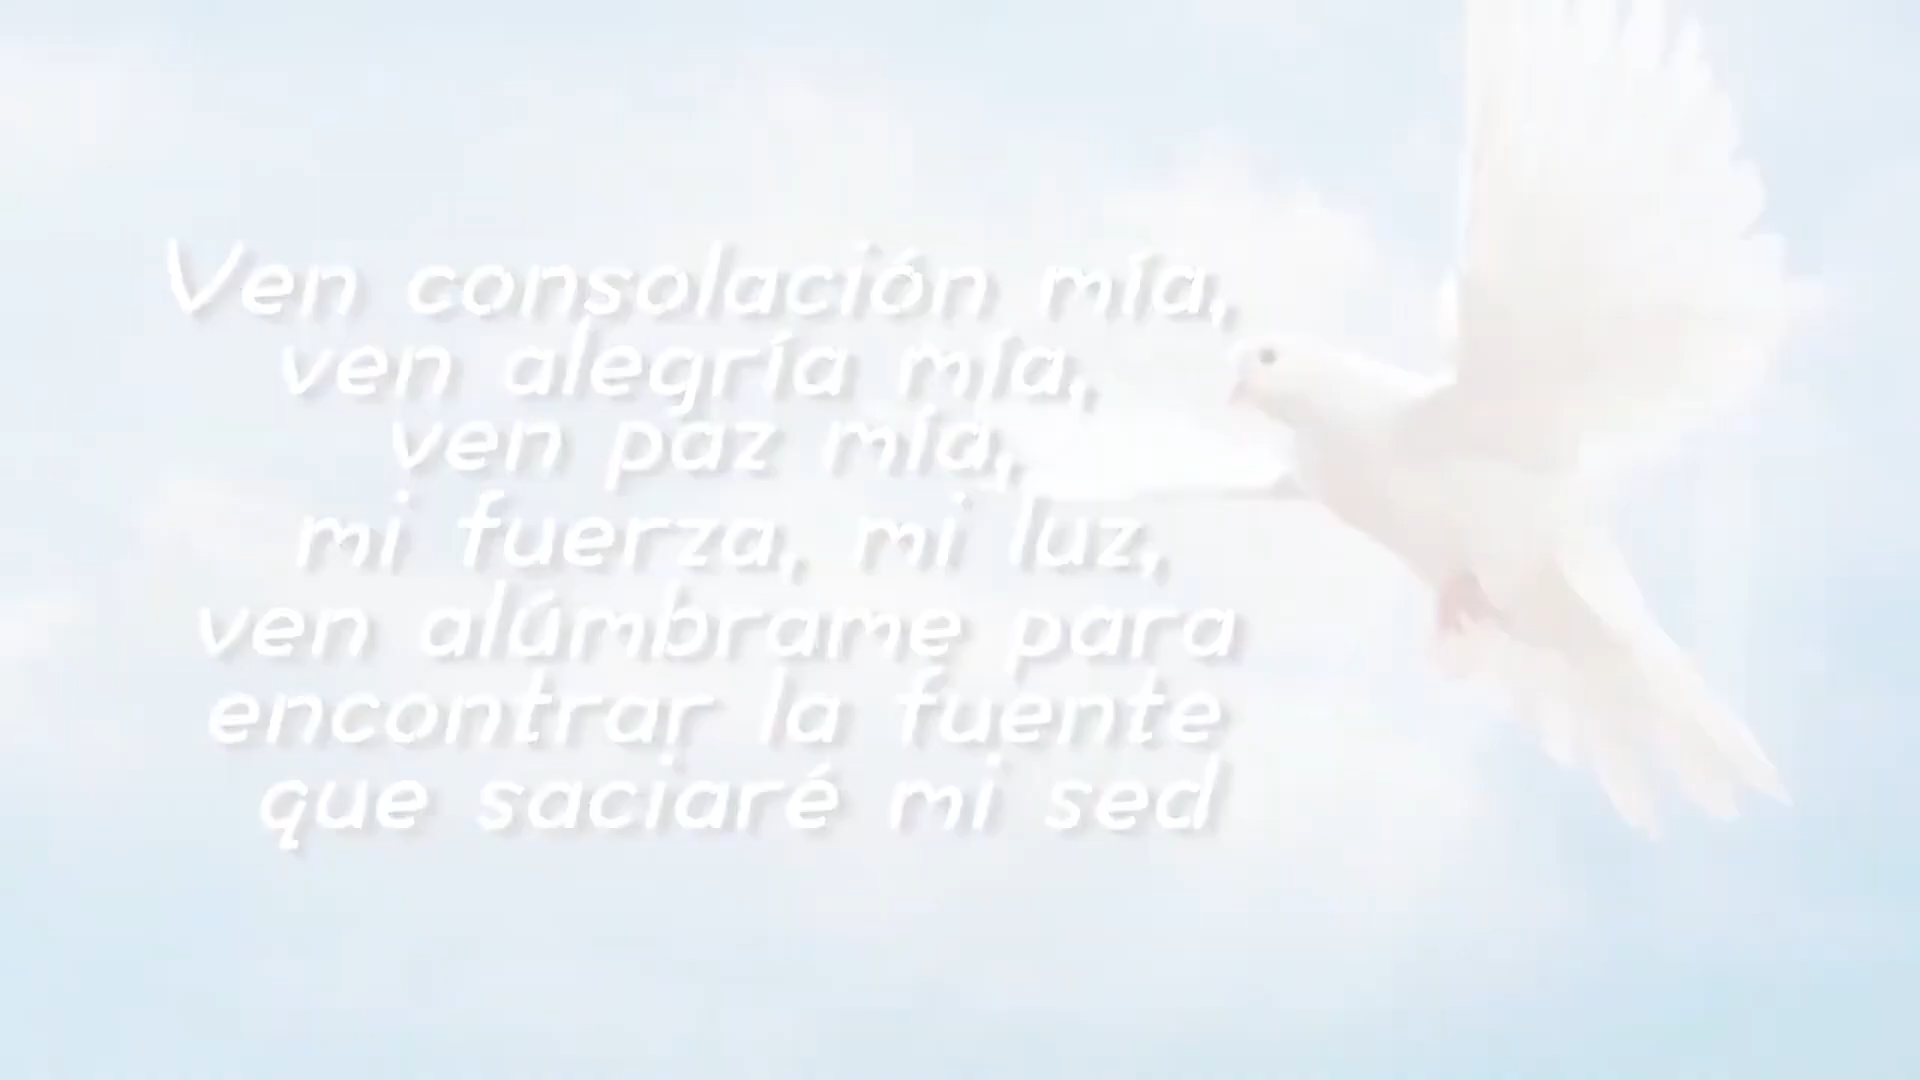 Ven consolación mía,
ven alegría mía,
ven paz mía,
mi fuerza, mi luz,
ven alúmbrame para
encontrar la fuente
que saciaré mi sed